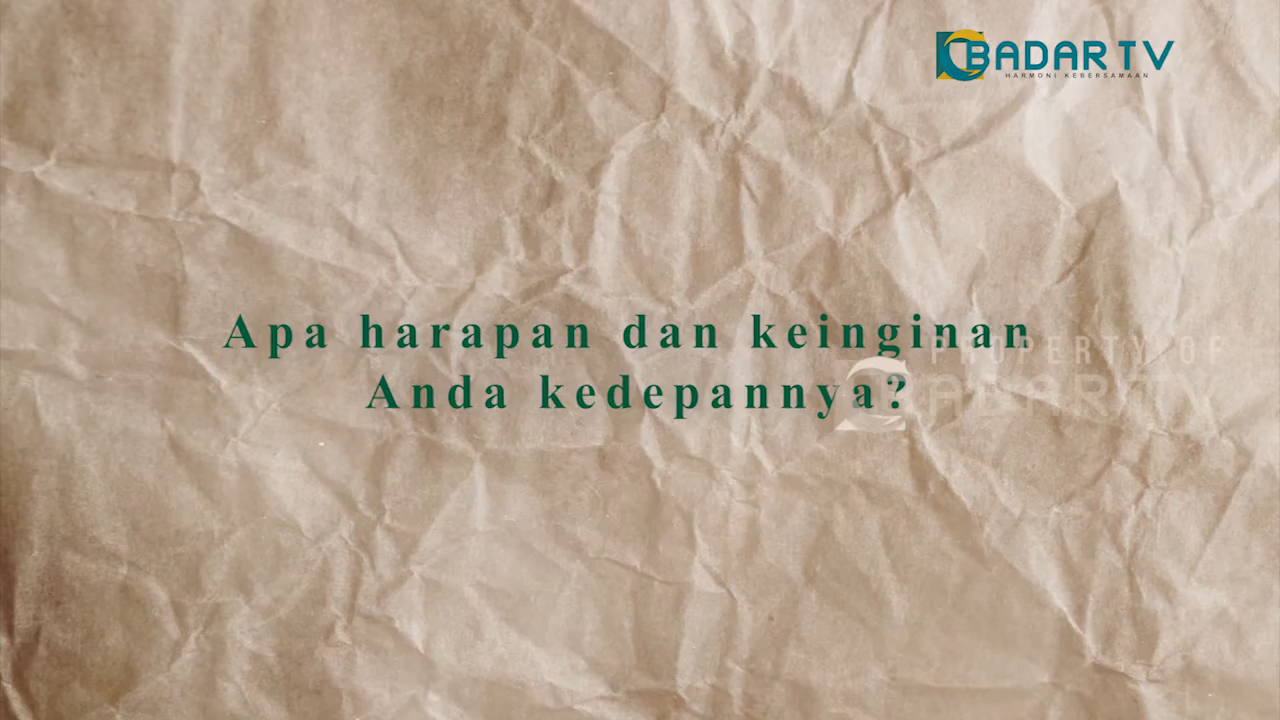 BADAR TV
HARMONI KEBERSAMAAN
Apa harapan dan keinginan
Anda kedepannya?
PROPERTY OF
BADAR TV